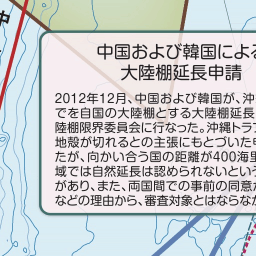 中国および韓国による
大陸棚延長申請
2012年12月、中国および韓国が、沖
でを自国の大陸棚とする大陸棚延長
陸棚限界委員会に行なった。沖縄トラフ
地殻が切れるとの主張にもとづいた申
たが、向かい合う国の距離が400海里
域では自然延長は認められないという
があり、また、両国間での事前の同意が
などの理由から、審査対象とはならなか
沖